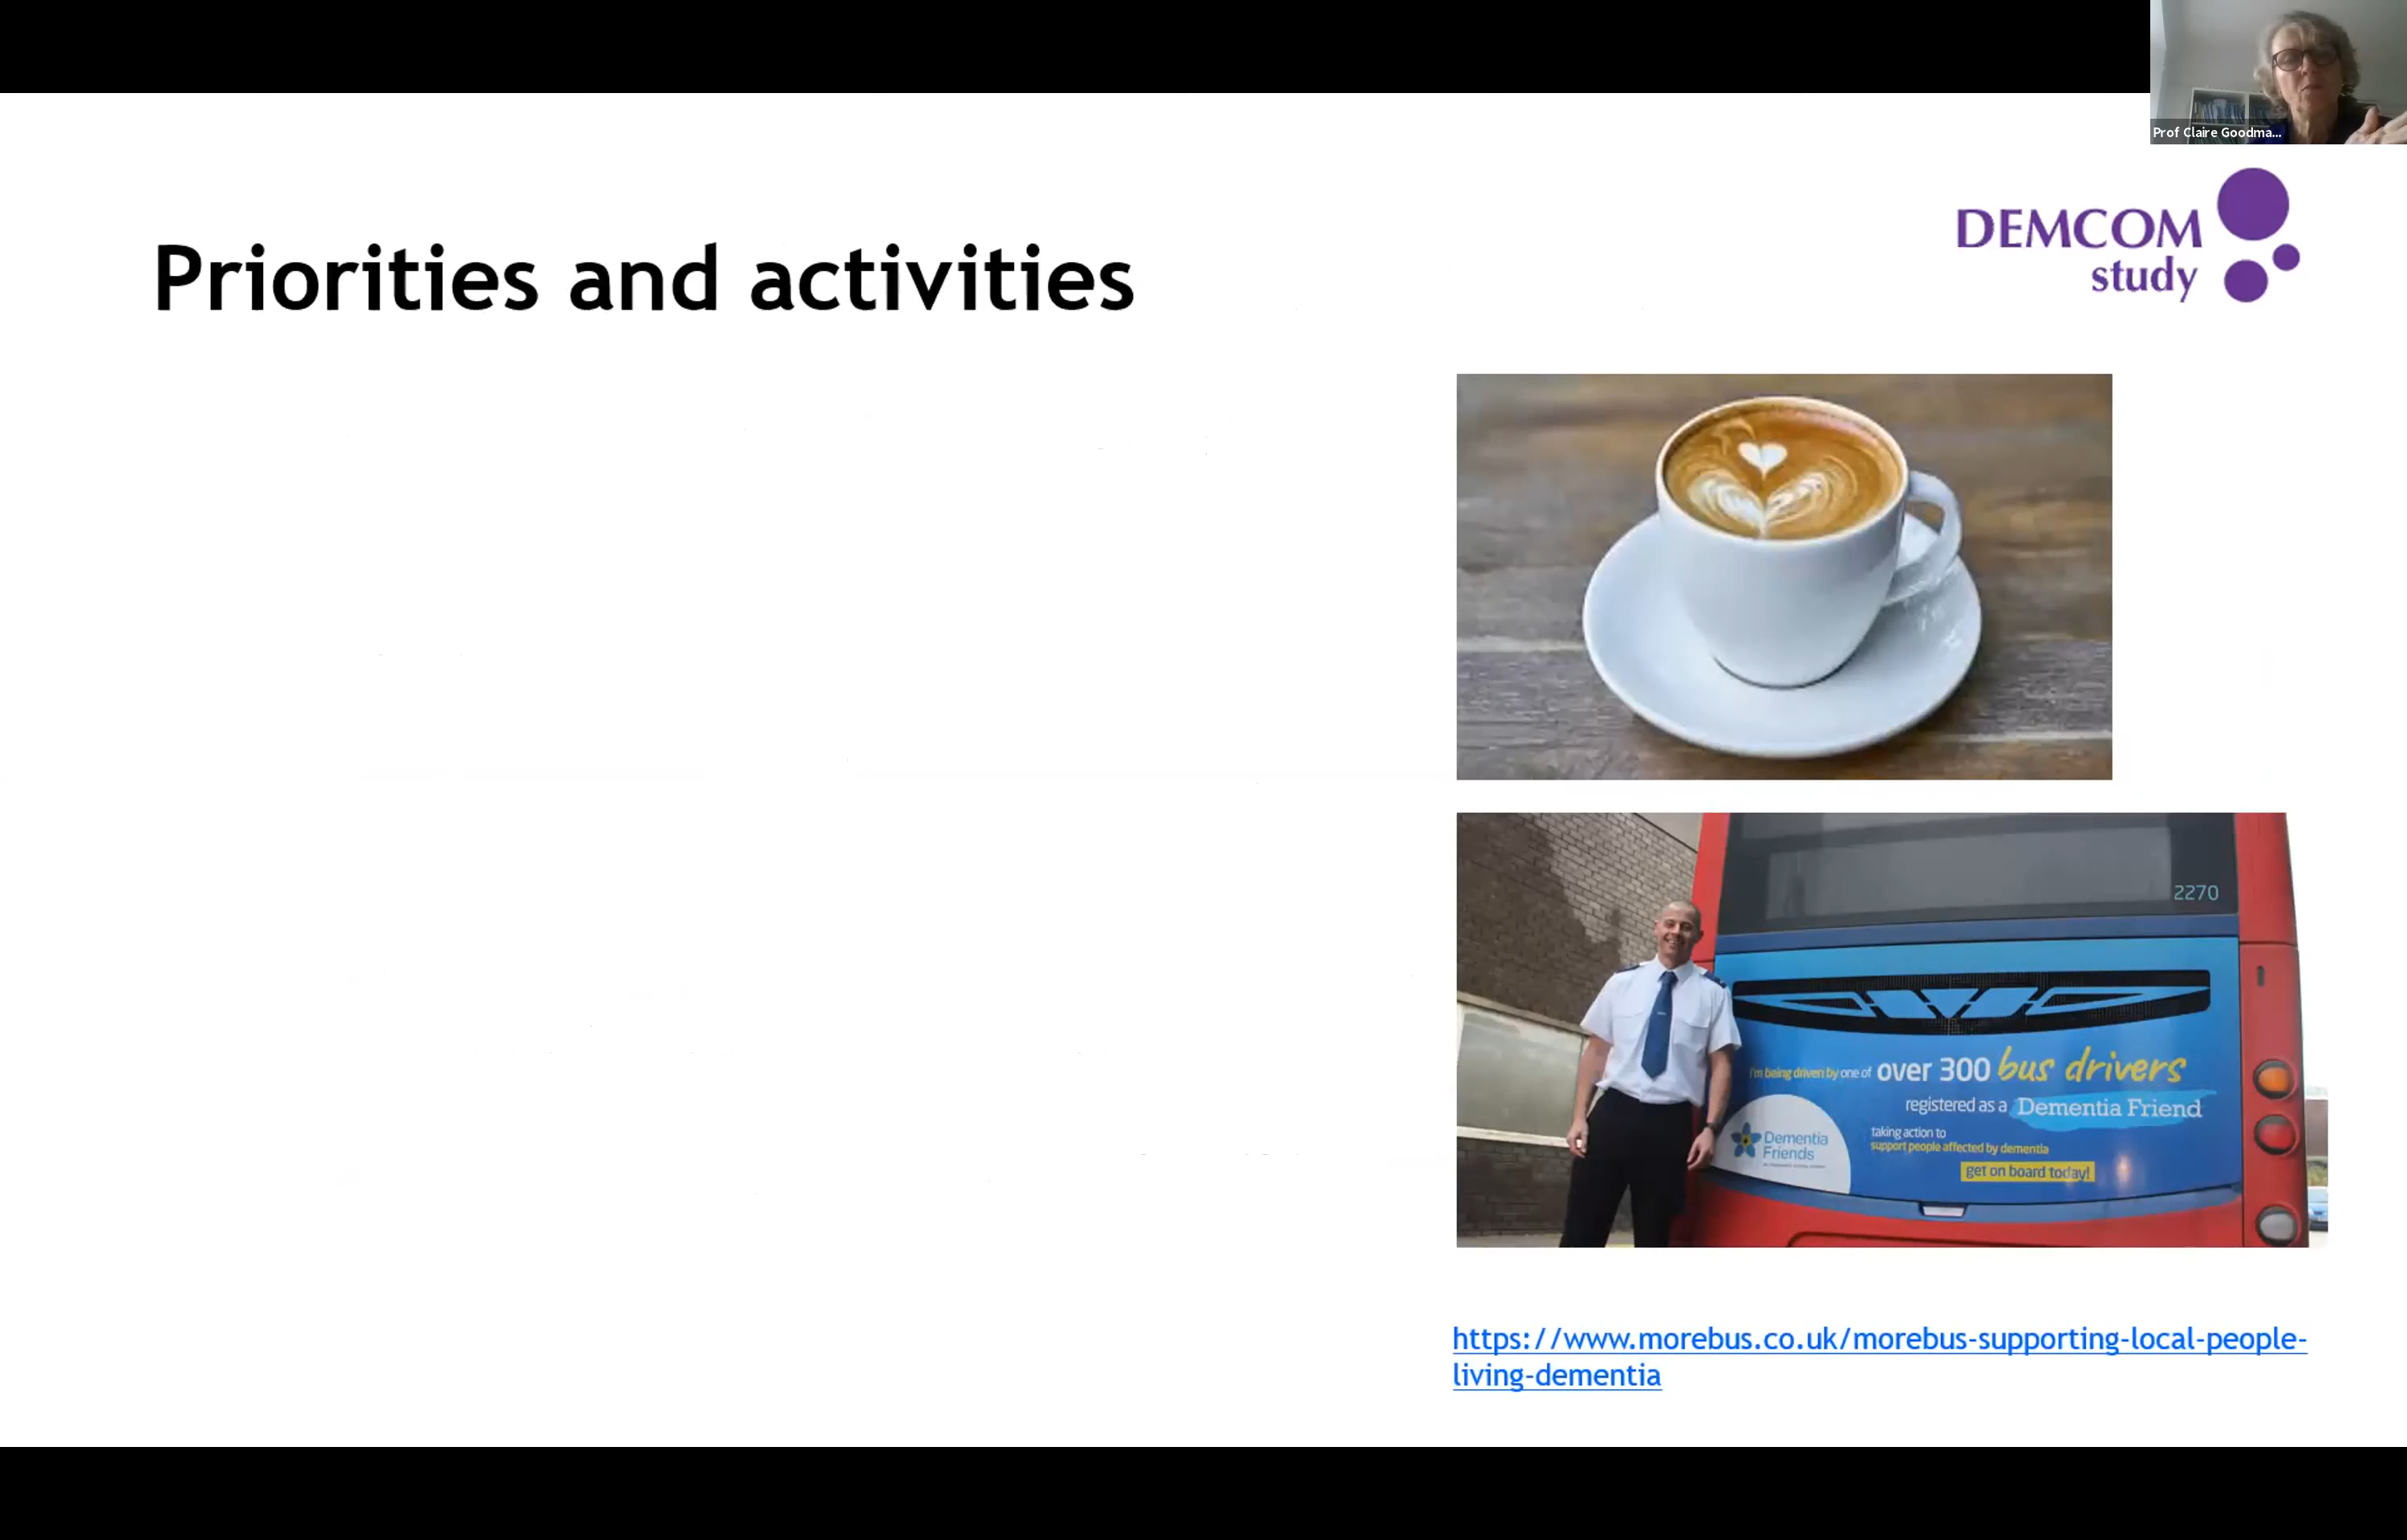 Prof Claire Goodma...
DEMCOM
study
Priorities and activities
2270
I'm being driven by one of over 300 bus drivers
registered as a Dementia Friend
taking action to
support people affected by dementia
get on board today!
Dementia
Friends
https://www.morebus.co.uk/morebus-supporting-local-people-
living-dementia